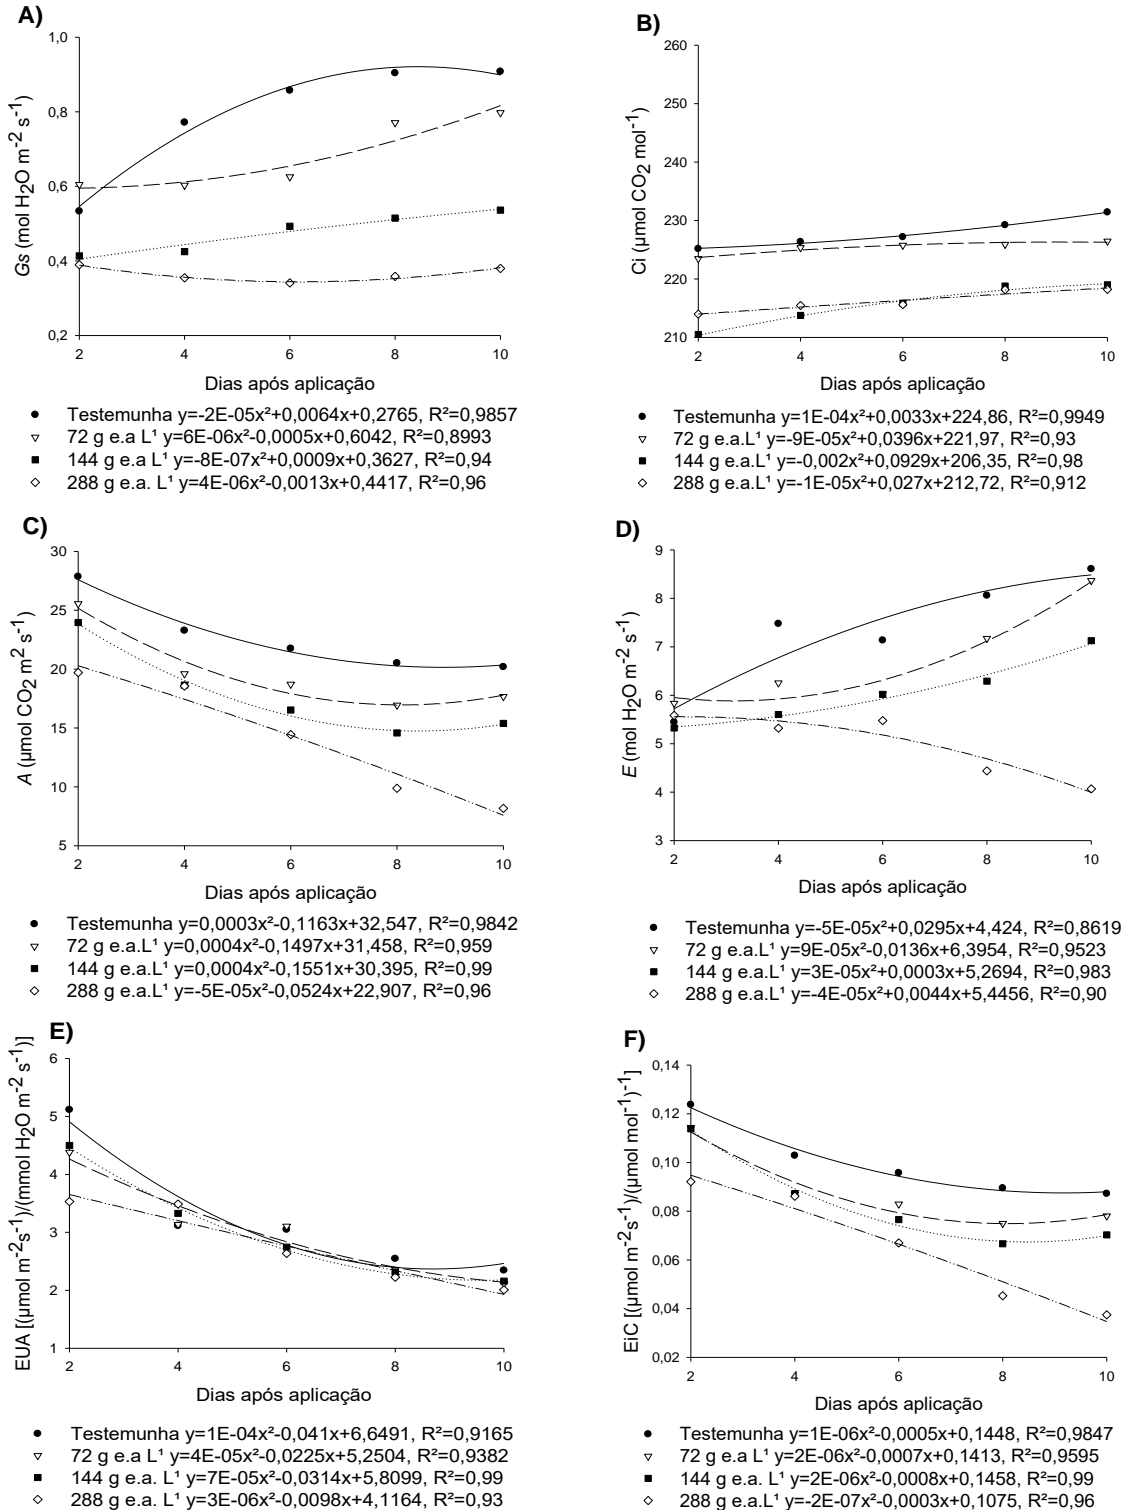 A)
1,0
0,8
0,6
0,4
0,2
Gs (mol H₂O m⁻² s⁻¹)
2 4 6 8 10
Dias após aplicação
Testemunha y=-2E-05x²+0,0064x+0,2765, R²=0,9857
72 g e.a L¹ y=6E-06x²-0,0005x+0,6042, R²=0,8993
144 g e.a L¹ y=-8E-07x²+0,0009x+0,3627, R²=0,94
288 g e.a. L¹ y=4E-06x²-0,0013x+0,4417, R²=0,96
B)
260
250
240
230
220
210
Ci (µmol CO₂ mol⁻¹)
2 4 6 8 10
Dias após aplicação
Testemunha y=1E-04x²+0,0033x+224,86, R²=0,9949
72 g e.a.L¹ y=-9E-05x²+0,0396x+221,97, R²=0,93
144 g e.a.L¹ y=-0,002x²+0,0929x+206,35, R²=0,98
288 g e.a.L¹ y=-1E-05x²+0,027x+212,72, R²=0,912
C)
30
25
20
15
10
5
A (µmol CO₂ m⁻² s⁻¹)
2 4 6 8 10
Dias após aplicação
Testemunha y=0,0003x²-0,1163x+32,547, R²=0,9842
72 g e.a.L¹ y=0,0004x²-0,1497x+31,458, R²=0,959
144 g e.a.L¹ y=0,0004x²-0,1551x+30,395, R²=0,99
288 g e.a.L¹ y=-5E-05x²-0,0524x+22,907, R²=0,96
D)
9
8
7
6
5
4
3
E (mol H₂O m⁻² s⁻¹)
2 4 6 8 10
Dias após aplicação
Testemunha y=-5E-05x²+0,0295x+4,424, R²=0,8619
72 g e.a.L¹ y=9E-05x²-0,0136x+6,3954, R²=0,9523
144 g e.a.L¹ y=3E-05x²+0,0003x+5,2694, R²=0,983
288 g e.a.L¹ y=-4E-05x²+0,0044x+5,4456, R²=0,90
E)
6
5
4
3
2
1
EUA [(µmol m⁻²s⁻¹)/(mmol H₂O m⁻² s⁻¹)]
2 4 6 8 10
Dias após aplicação
Testemunha y=1E-04x²-0,041x+6,6491, R²=0,9165
72 g e.a L¹ y=4E-05x²-0,0225x+5,2504, R²=0,9382
144 g e.a. L¹ y=7E-05x²-0,0314x+5,8099, R²=0,99
288 g e.a. L¹ y=3E-06x²-0,0098x+4,1164, R²=0,93
F)
0,14
0,12
0,10
0,08
0,06
0,04
0,02
EiC [(µmol m⁻²s⁻¹)/(µmol mol⁻¹)⁻¹]
2 4 6 8 10
Dias após aplicação
Testemunha y=1E-06x²-0,0005x+0,1448, R²=0,9847
72 g e.a. L¹ y=2E-06x²-0,0007x+0,1413, R²=0,9595
144 g e.a. L¹ y=2E-06x²-0,0008x+0,1458, R²=0,99
288 g e.a. L¹ y=-2E-07x²-0,0003x+0,1075, R²=0,96